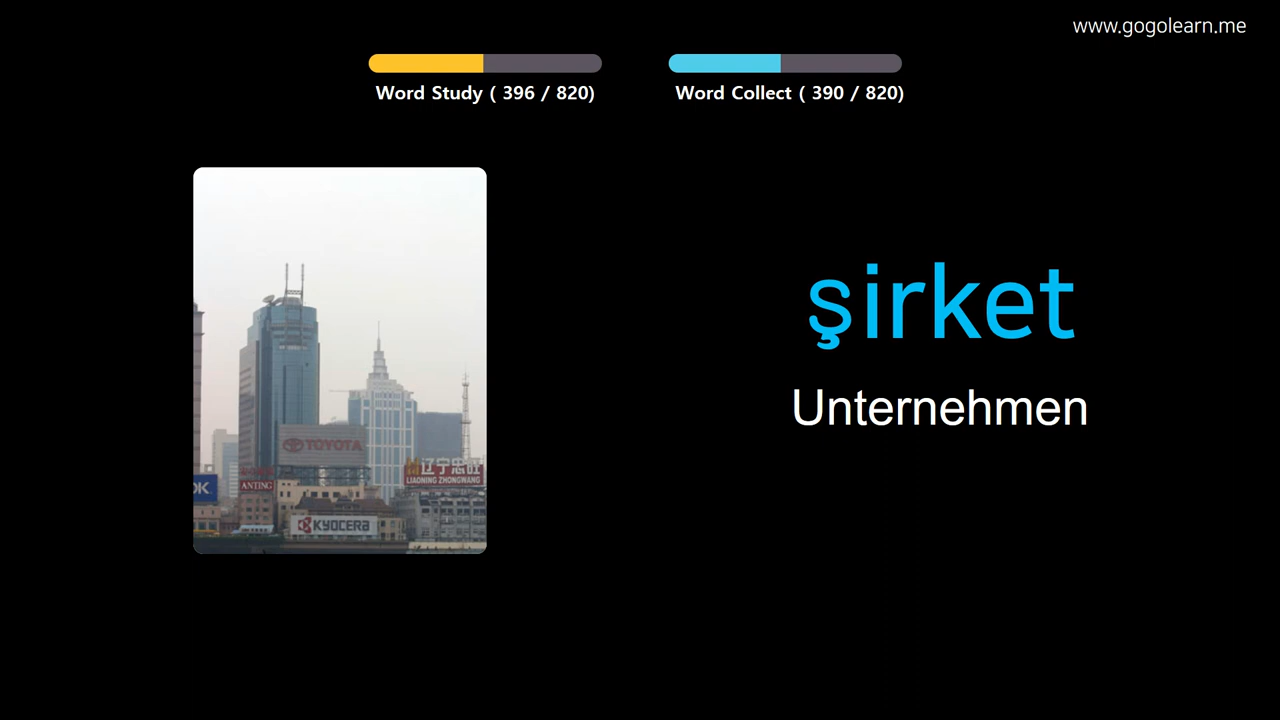 www.gogolearn.me
Word Study ( 396 / 820)
Word Collect ( 390 / 820)
şirket
Unternehmen
TOYOTA
辽宁忠旺
LIAONING ZHONGWANG
OK.
ANTING
KYOCERA